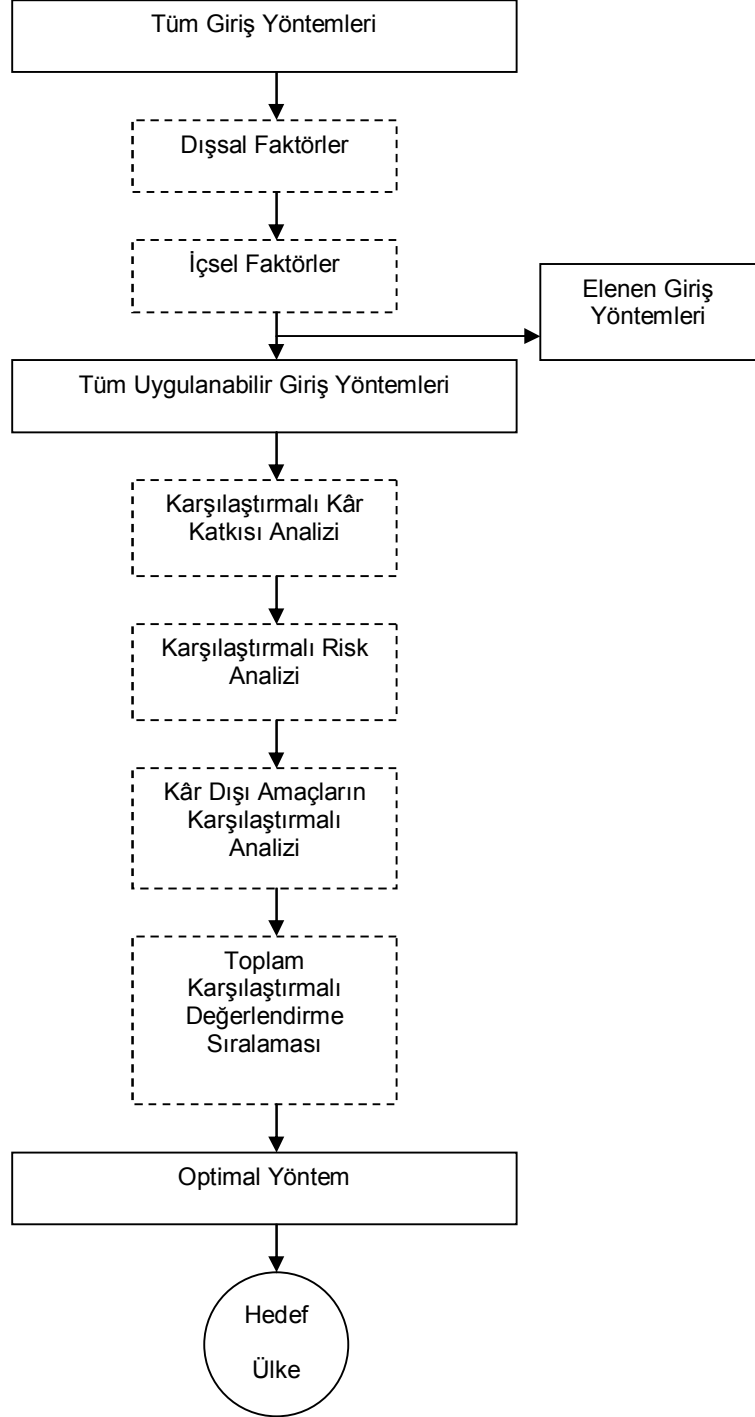 Tüm Giriş Yöntemleri
Dışsal Faktörler
İçsel Faktörler
Elenen Giriş
Yöntemleri
Tüm Uygulanabilir Giriş Yöntemleri
Karşılaştırmalı Kâr
Katkısı Analizi
Karşılaştırmalı Risk
Analizi
Kâr Dışı Amaçların
Karşılaştırmalı
Analizi
Toplam
Karşılaştırmalı
Değerlendirme
Sıralaması
Optimal Yöntem
Hedef
Ülke